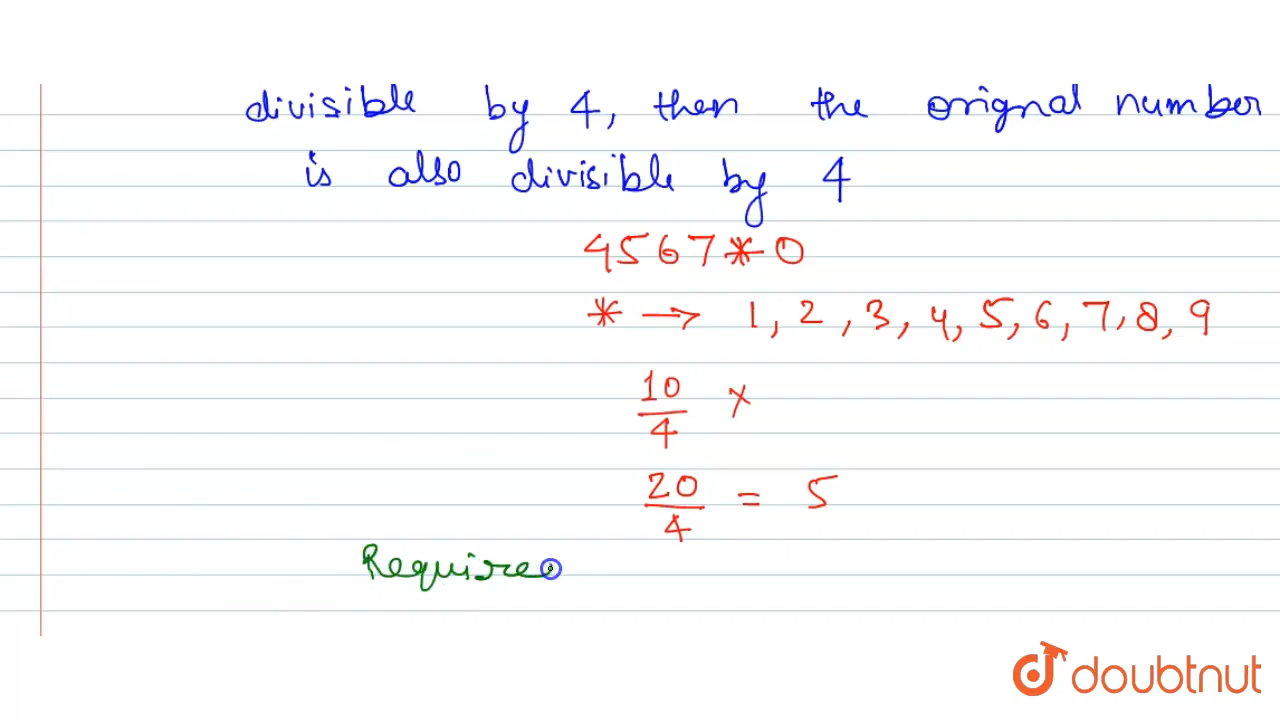 divisible by 4, then the orignal number
is also divisible by 4
4567*0
* → 1, 2, 3, 4, 5, 6, 7, 8, 9
10/4 ×
20/4 = 5
Require
doubtnut